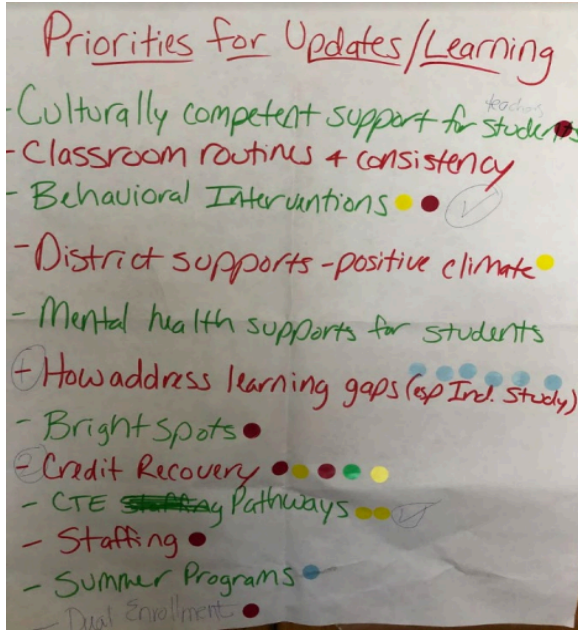 Priorities for Updates/Learning
teachers
- Culturally competent support for students
- Classroom routines + consistency
- Behavioral Interventions ✓
- District supports - positive climate
- Mental health supports for students
1 - How address learning gaps (esp Ind. Study)
- Bright spots
2 - Credit Recovery
- CTE Pathways ✓
- Staffing
- Summer Programs
- Dual Enrollment